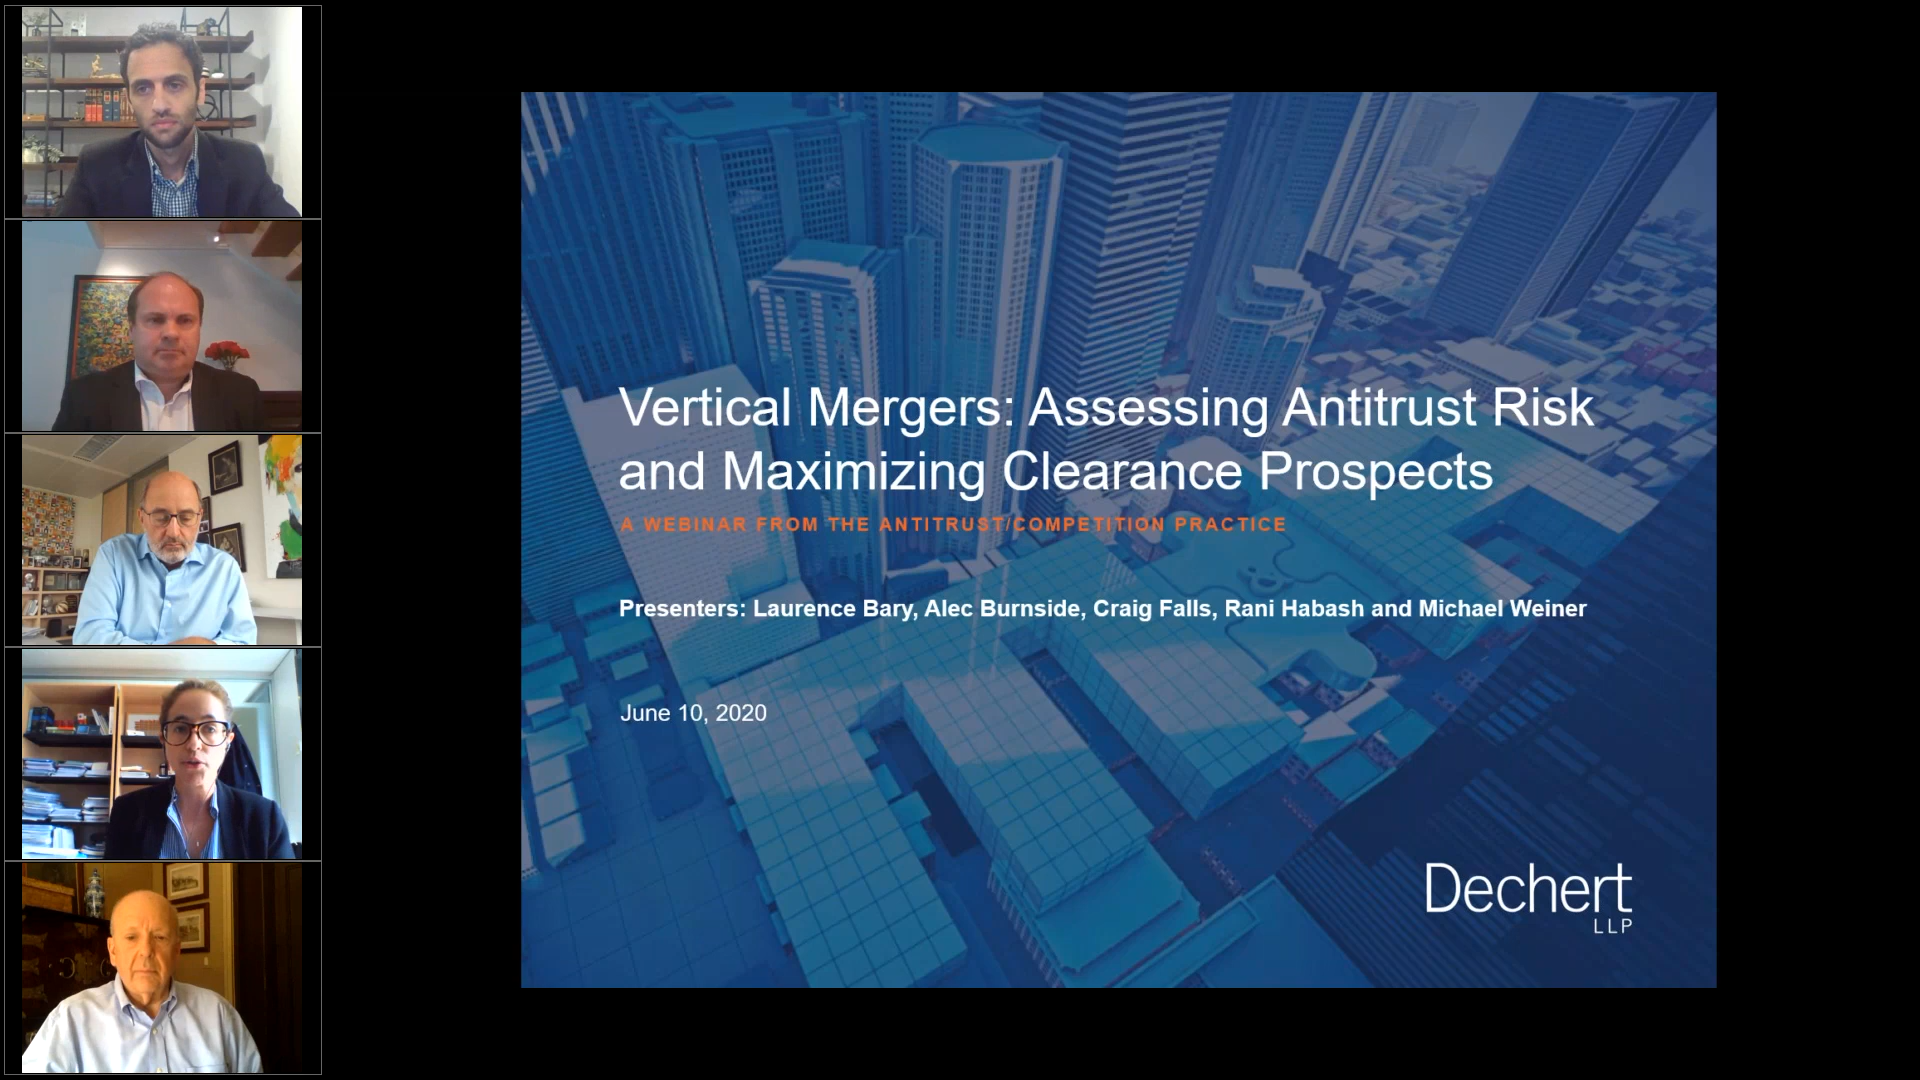 Vertical Mergers: Assessing Antitrust Risk
and Maximizing Clearance Prospects
A WEBINAR FROM THE ANTITRUST/COMPETITION PRACTICE
Presenters: Laurence Bary, Alec Burnside, Craig Falls, Rani Habash and Michael Weiner
June 10, 2020
Dechert
LLP